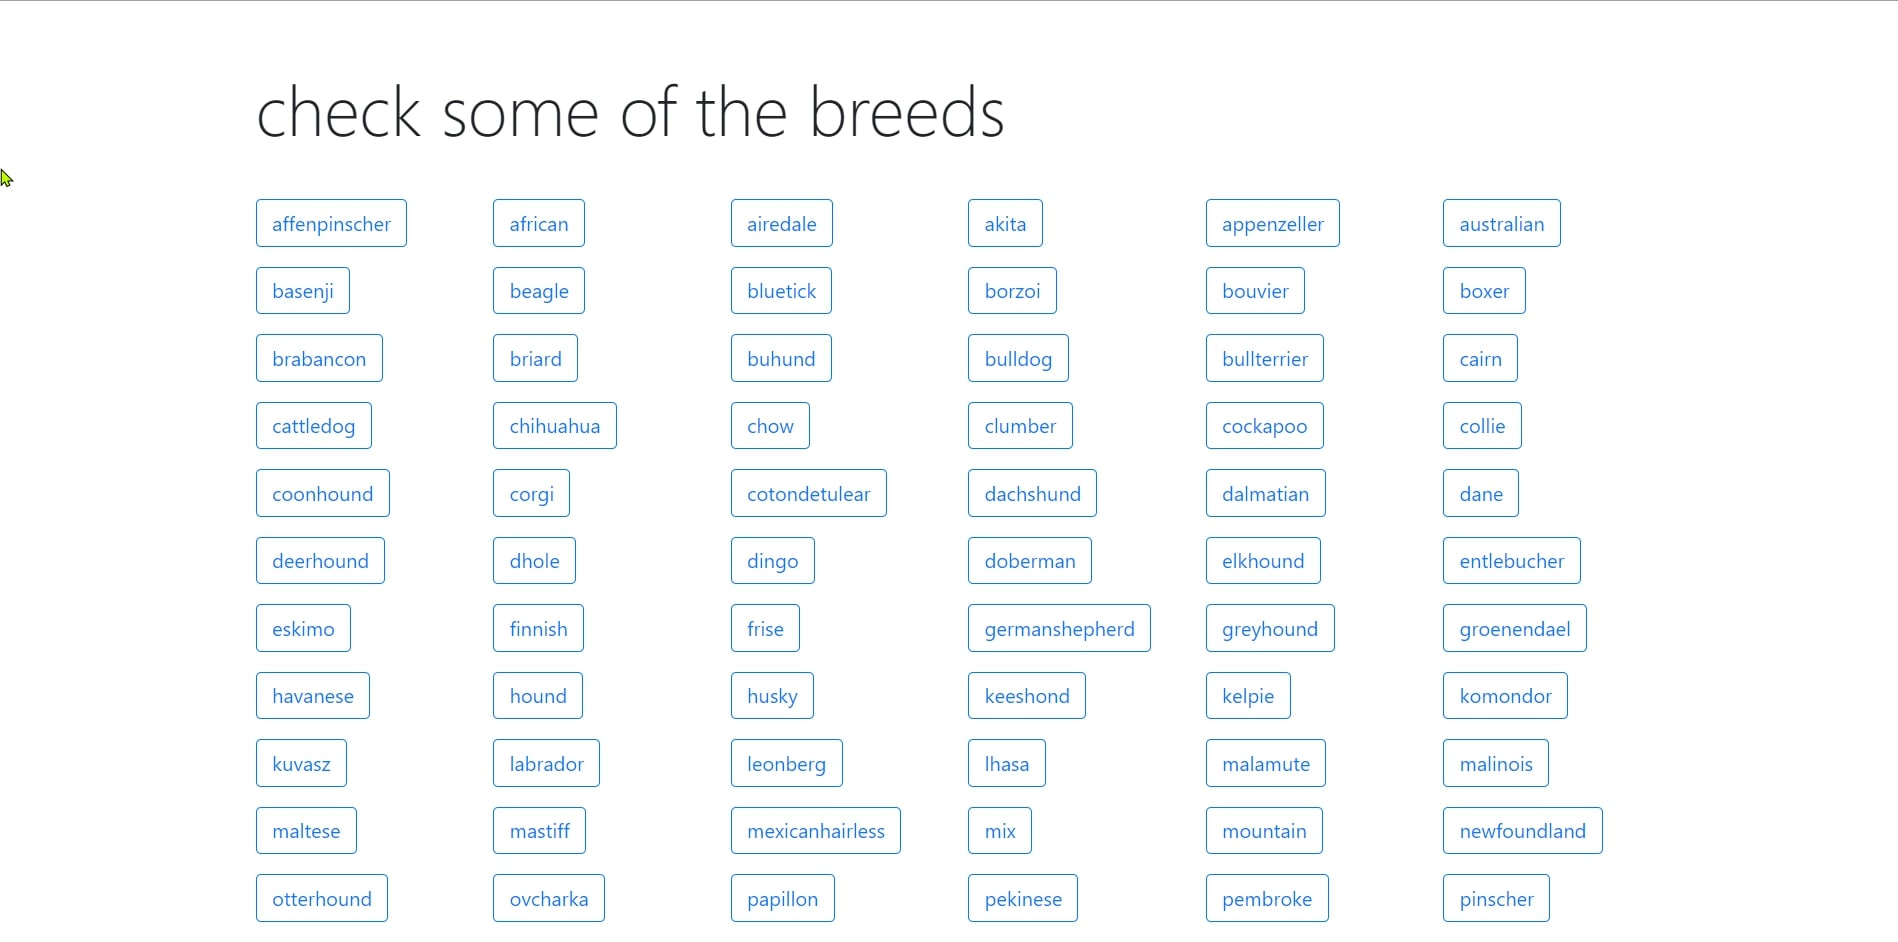 check some of the breeds
affenpinscher african airedale akita appenzeller australian
basenji beagle bluetick borzoi bouvier boxer
brabancon briard buhund bulldog bullterrier cairn
cattledog chihuahua chow clumber cockapoo collie
coonhound corgi cotondetulear dachshund dalmatian dane
deerhound dhole dingo doberman elkhound entlebucher
eskimo finnish frise germanshepherd greyhound groenendael
havanese hound husky keeshond kelpie komondor
kuvasz labrador leonberg lhasa malamute malinois
maltese mastiff mexicanhairless mix mountain newfoundland
otterhound ovcharka papillon pekinese pembroke pinscher